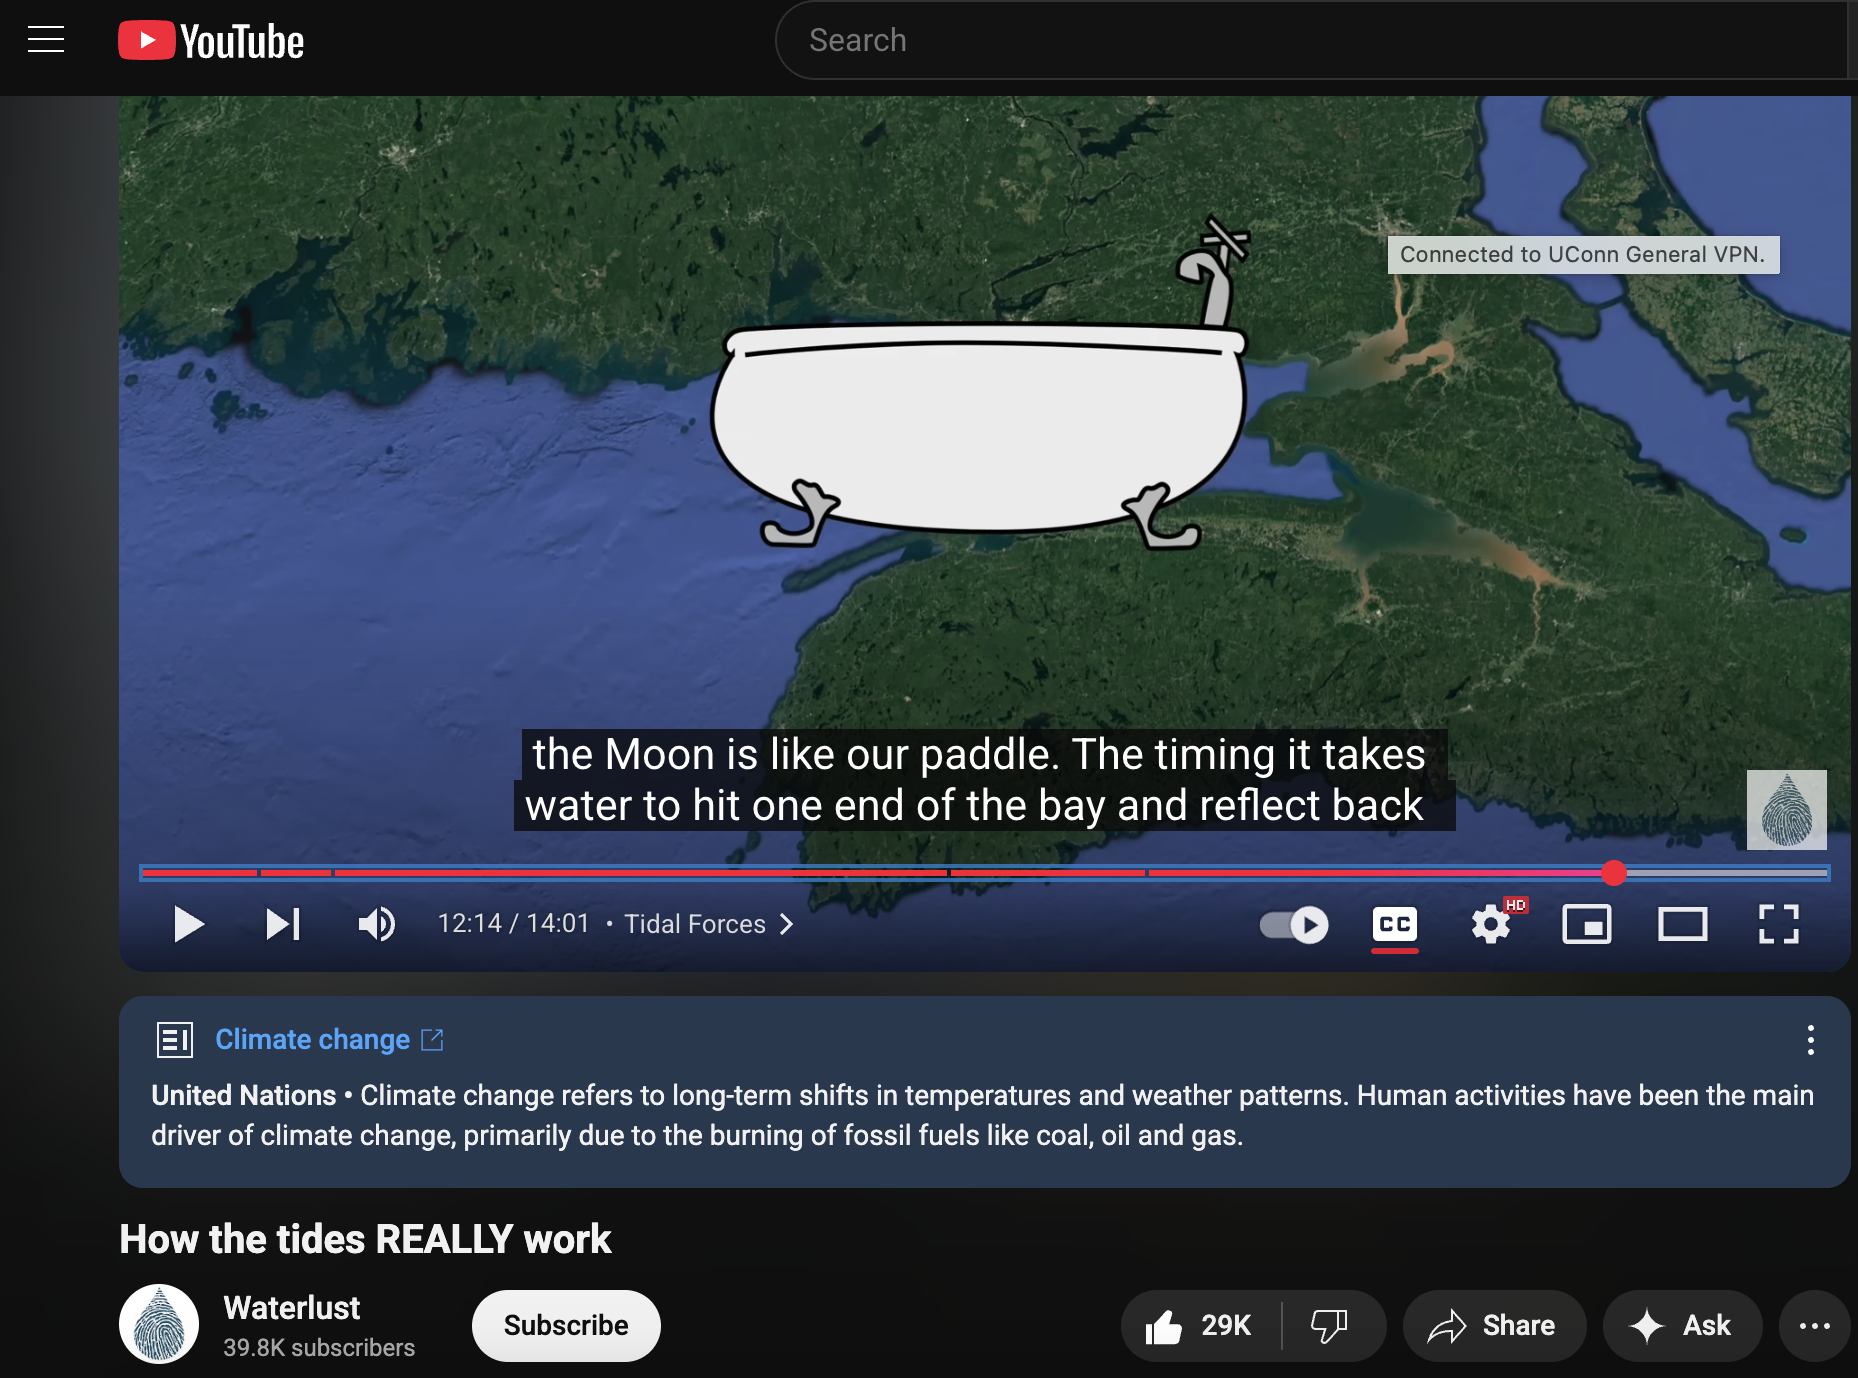 YouTube
Search
Connected to UConn General VPN.
the Moon is like our paddle. The timing it takes
water to hit one end of the bay and reflect back
12:14 / 14:01 • Tidal Forces
CC
HD
Climate change
United Nations • Climate change refers to long-term shifts in temperatures and weather patterns. Human activities have been the main
driver of climate change, primarily due to the burning of fossil fuels like coal, oil and gas.
How the tides REALLY work
Waterlust
39.8K subscribers
Subscribe
29K
Share
Ask